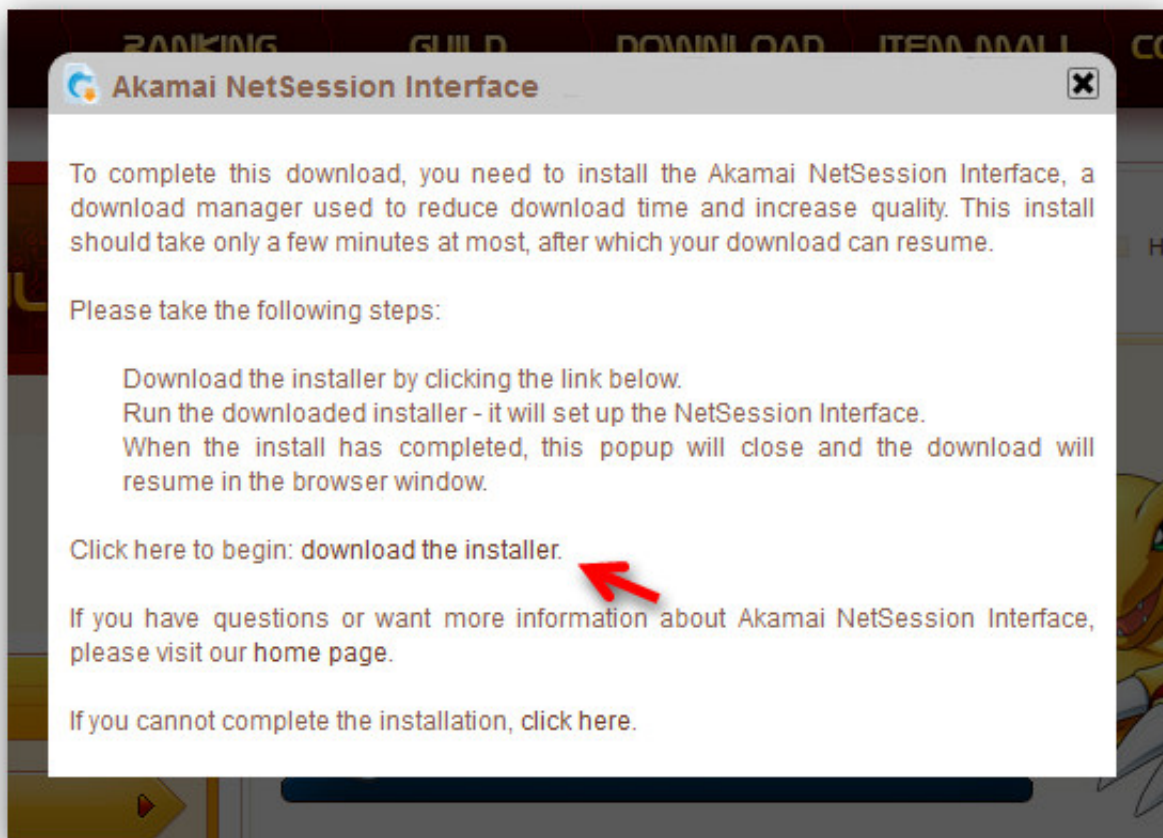 RANKING GUILD DOWNLOAD ITEM MALL CO
Akamai NetSession Interface
To complete this download, you need to install the Akamai NetSession Interface, a
download manager used to reduce download time and increase quality. This install
should take only a few minutes at most, after which your download can resume.
Please take the following steps:
Download the installer by clicking the link below.
Run the downloaded installer - it will set up the NetSession Interface.
When the install has completed, this popup will close and the download will
resume in the browser window.
Click here to begin: download the installer.
If you have questions or want more information about Akamai NetSession Interface,
please visit our home page.
If you cannot complete the installation, click here.